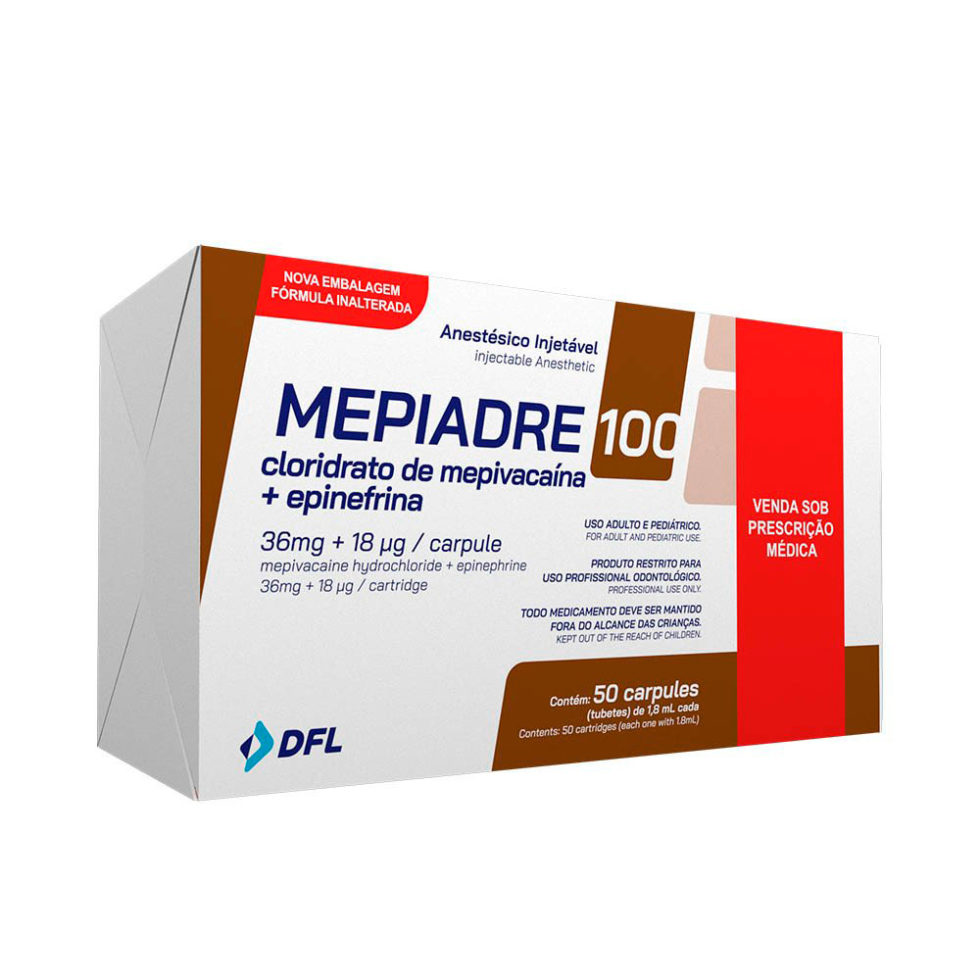 NOVA EMBALAGEM
FÓRMULA INALTERADA
Anestésico Injetável
injectable Anesthetic
MEPIADRE 100
cloridrato de mepivacaína
+ epinefrina
36mg + 18 µg / carpule
mepivacaine hydrochloride + epinephrine
36mg + 18 µg / cartridge
USO ADULTO E PEDIÁTRICO.
FOR ADULT AND PEDIATRIC USE.
PRODUTO RESTRITO PARA
USO PROFISSIONAL ODONTOLÓGICO.
PROFESSIONAL USE ONLY.
TODO MEDICAMENTO DEVE SER MANTIDO
FORA DO ALCANCE DAS CRIANÇAS.
KEPT OUT OF THE REACH OF CHILDREN.
VENDA SOB
PRESCRIÇÃO
MÉDICA
Contém: 50 carpules
(tubetes) de 1,8 mL cada
Contents: 50 cartridges (each one with 1.8mL)
DFL